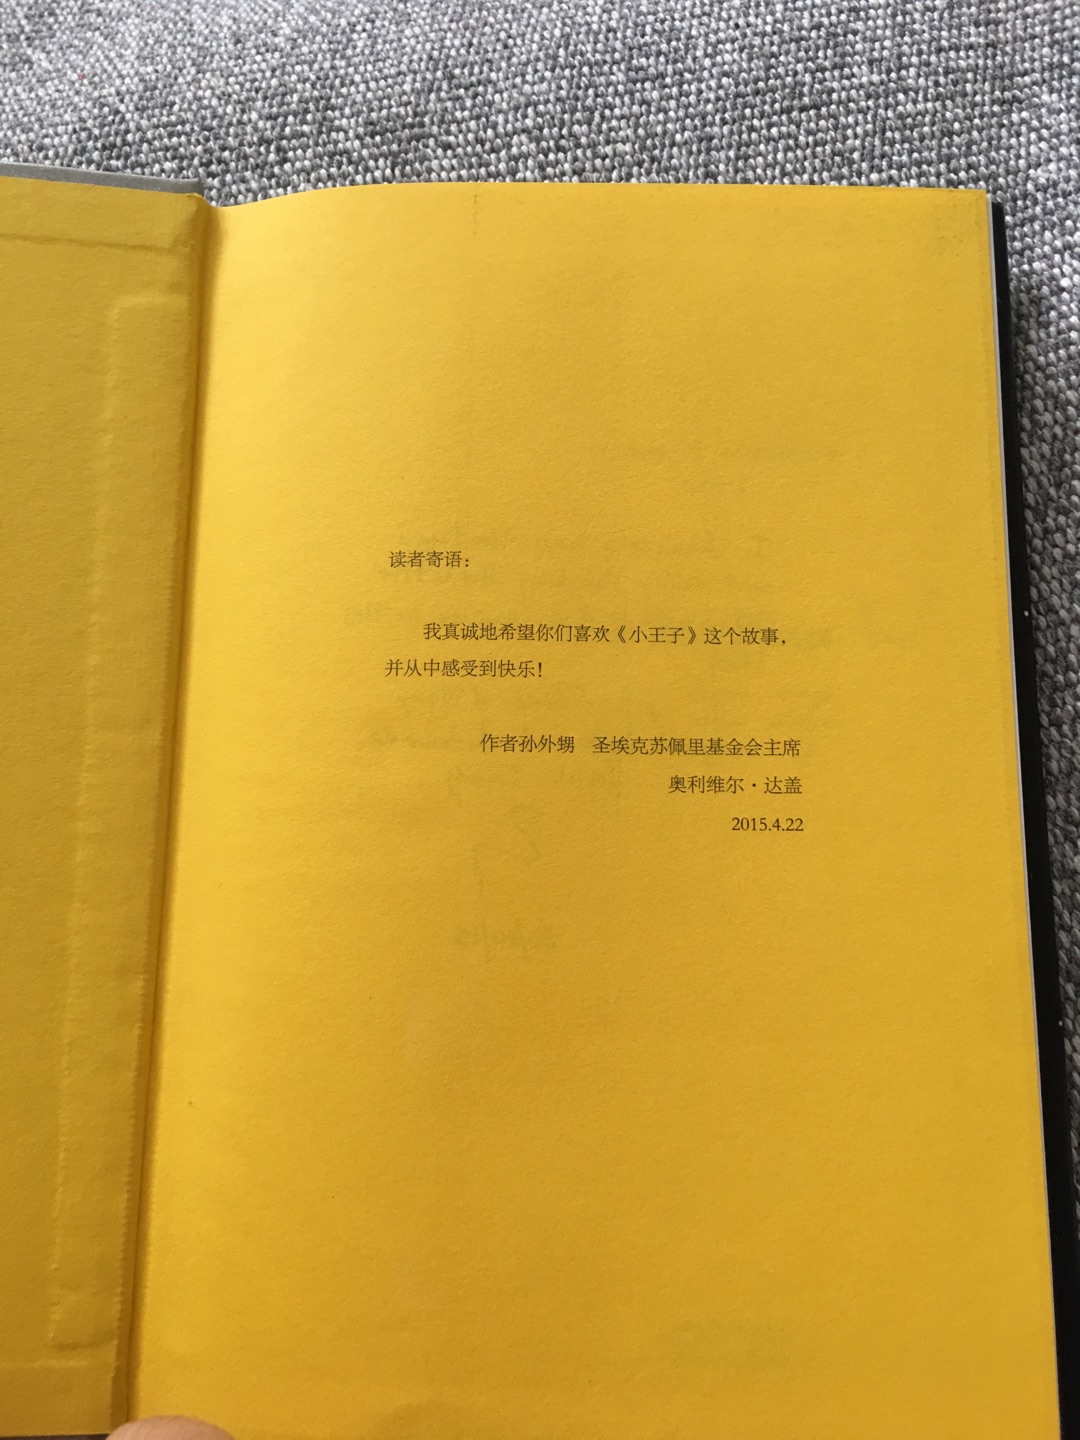 读者寄语：
我真诚地希望你们喜欢《小王子》这个故事，
并从中感受到快乐！
作者孙外甥 圣埃克苏佩里基金会主席
奥利维尔·达盖
2015.4.22